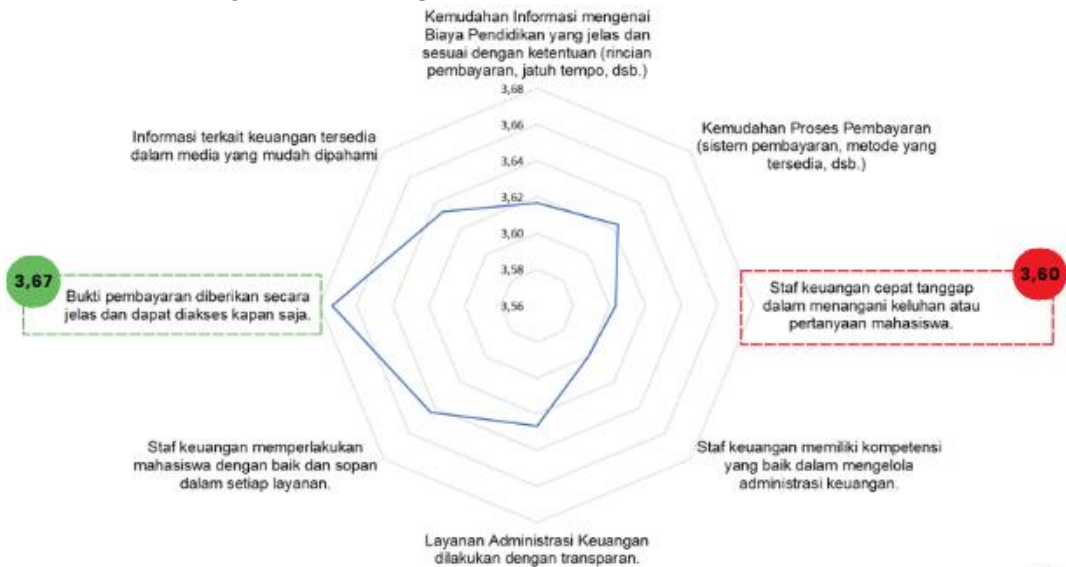 Kemudahan Informasi mengenai
Biaya Pendidikan yang jelas dan
sesuai dengan ketentuan (rincian
pembayaran, jatuh tempo, dsb.)
3,68
3,66
3,64
3,62
3,60
3,58
3,56
Informasi terkait keuangan tersedia
dalam media yang mudah dipahami
Kemudahan Proses Pembayaran
(sistem pembayaran, metode yang
tersedia, dsb.)
3,67
Bukti pembayaran diberikan secara
jelas dan dapat diakses kapan saja.
3,60
Staf keuangan cepat tanggap
dalam menangani keluhan atau
pertanyaan mahasiswa.
Staf keuangan memperlakukan
mahasiswa dengan baik dan sopan
dalam setiap layanan.
Staf keuangan memiliki kompetensi
yang baik dalam mengelola
administrasi keuangan.
Layanan Administrasi Keuangan
dilakukan dengan transparan.